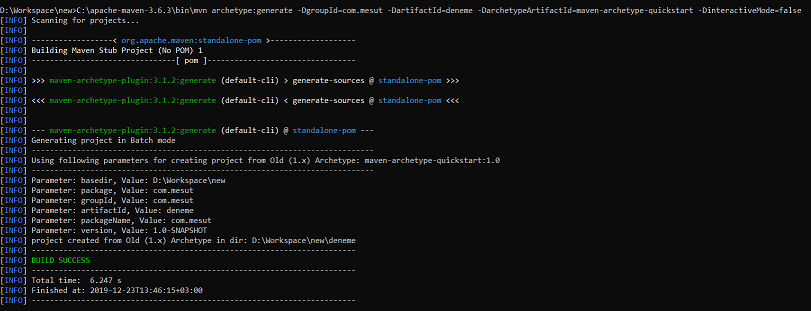 D:\Workspace\new>C:\apache-maven-3.6.3\bin\mvn archetype:generate -DgroupId=com.mesut -DartifactId=deneme -DarchetypeArtifactId=maven-archetype-quickstart -DinteractiveMode=false
[INFO] Scanning for projects...
[INFO]
[INFO] ------------------< org.apache.maven:standalone-pom >-------------------
[INFO] Building Maven Stub Project (No POM) 1
[INFO] --------------------------------[ pom ]---------------------------------
[INFO]
[INFO] >>> maven-archetype-plugin:3.1.2:generate (default-cli) > generate-sources @ standalone-pom >>>
[INFO]
[INFO] <<< maven-archetype-plugin:3.1.2:generate (default-cli) < generate-sources @ standalone-pom <<<
[INFO]
[INFO]
[INFO] --- maven-archetype-plugin:3.1.2:generate (default-cli) @ standalone-pom ---
[INFO] Generating project in Batch mode
[INFO] ----------------------------------------------------------------------------
[INFO] Using following parameters for creating project from Old (1.x) Archetype: maven-archetype-quickstart:1.0
[INFO] ----------------------------------------------------------------------------
[INFO] Parameter: basedir, Value: D:\Workspace\new
[INFO] Parameter: package, Value: com.mesut
[INFO] Parameter: groupId, Value: com.mesut
[INFO] Parameter: artifactId, Value: deneme
[INFO] Parameter: packageName, Value: com.mesut
[INFO] Parameter: version, Value: 1.0-SNAPSHOT
[INFO] project created from Old (1.x) Archetype in dir: D:\Workspace\new\deneme
[INFO] ------------------------------------------------------------------------
[INFO] BUILD SUCCESS
[INFO] ------------------------------------------------------------------------
[INFO] Total time:  6.247 s
[INFO] Finished at: 2019-12-23T13:46:15+03:00
[INFO] ------------------------------------------------------------------------